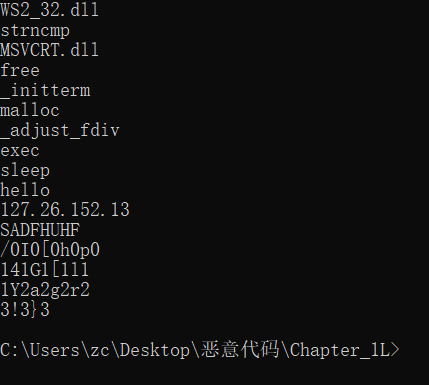 WS2_32.dll
strncmp
MSVCRT.dll
free
_initterm
malloc
_adjust_fdiv
exec
sleep
hello
127.26.152.13
SADFHUHF
/0I0[0h0p0
141G1[1l1
1Y2a2g2r2
3!3}3
C:\Users\zc\Desktop\恶意代码\Chapter_1L>